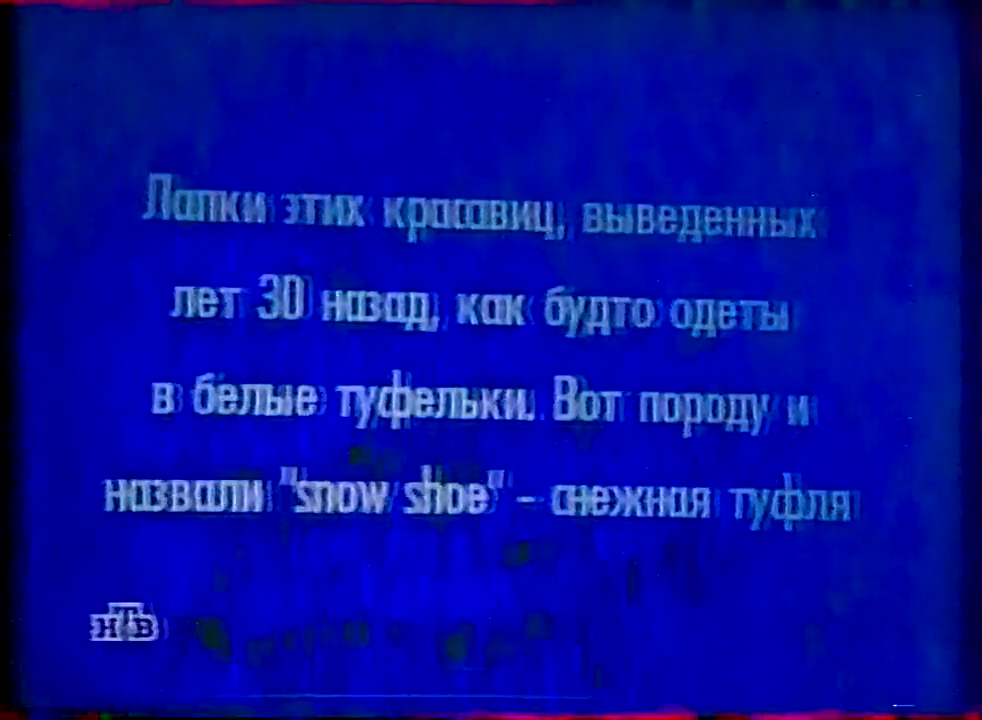 Лапки этих красавиц, выведенных
лет 30 назад, как будто одеты
в белые туфельки. Вот породу и
назвали "snow shoe" – снежная туфля
НТВ